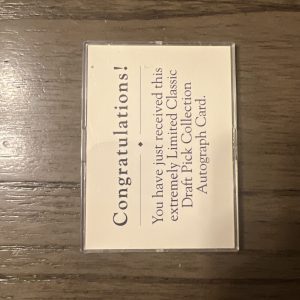 Congratulations!
You have just received this
extremely Limited Classic
Draft Pick Collection
Autograph Card.